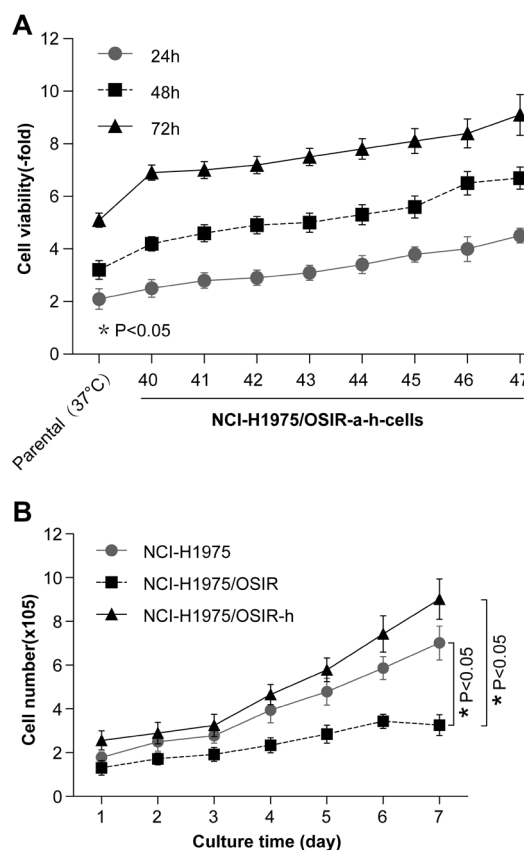 A
12
10
8
6
4
2
0
Cell viability(-fold)
24h
48h
72h
* P<0.05
Parental (37°C)
40 41 42 43 44 45 46 47
NCI-H1975/OSIR-a-h-cells
B
12
10
8
6
4
2
0
Cell number(x105)
NCI-H1975
NCI-H1975/OSIR
NCI-H1975/OSIR-h
* P<0.05
* P<0.05
1 2 3 4 5 6 7
Culture time (day)